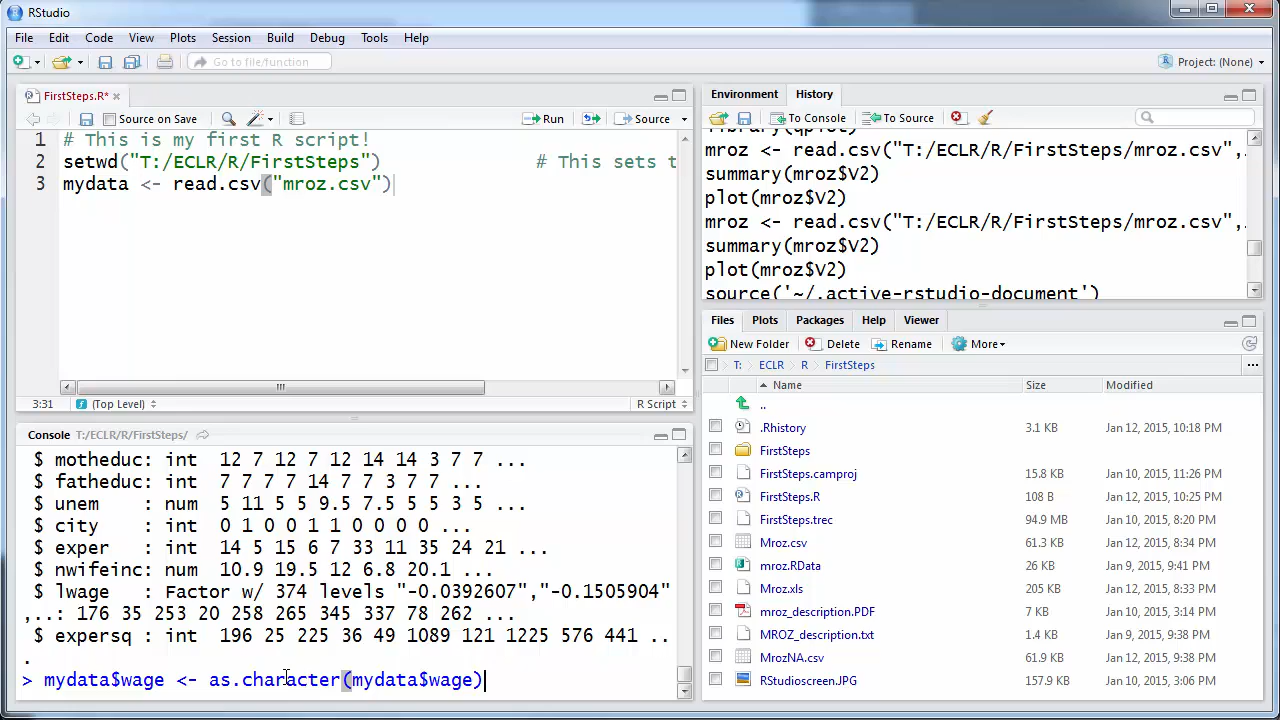 RStudio
File Edit Code View Plots Session Build Debug Tools Help
Go to file/function
Project: (None)
FirstSteps.R*
Source on Save
Run
Source
1 # This is my first R script!
2 setwd("T:/ECLR/R/FirstSteps") # This sets t
3 mydata <- read.csv("mroz.csv")
3:31 (Top Level) R Script
Console T:/ECLR/R/FirstSteps/
$ motheduc: int 12 7 12 7 12 14 14 3 7 7 ...
$ fatheduc: int 7 7 7 7 14 7 7 3 7 7 ...
$ unem : num 5 11 5 5 9.5 7.5 5 5 3 5 ...
$ city : int 0 1 0 0 1 1 0 0 0 0 ...
$ exper : int 14 5 15 6 7 33 11 35 24 21 ...
$ nwifeinc: num 10.9 19.5 12 6.8 20.1 ...
$ lwage : Factor w/ 374 levels "-0.0392607","-0.1505904"
,..: 176 35 253 20 258 265 345 337 78 262 ...
$ expersq : int 196 25 225 36 49 1089 121 1225 576 441 ..
.
> mydata$wage <- as.character(mydata$wage)
Environment History
To Console To Source
library(qplot)
mroz <- read.csv("T:/ECLR/R/FirstSteps/mroz.csv",.
summary(mroz$V2)
plot(mroz$V2)
mroz <- read.csv("T:/ECLR/R/FirstSteps/mroz.csv",.
summary(mroz$V2)
plot(mroz$V2)
source('~/.active-rstudio-document')
Files Plots Packages Help Viewer
New Folder Delete Rename More
T: ECLR R FirstSteps ...
Name Size Modified
..
.Rhistory 3.1 KB Jan 12, 2015, 10:18 PM
FirstSteps
FirstSteps.camproj 15.8 KB Jan 10, 2015, 11:26 PM
FirstSteps.R 108 B Jan 12, 2015, 10:25 PM
FirstSteps.trec 94.9 MB Jan 10, 2015, 8:20 PM
Mroz.csv 61.3 KB Jan 12, 2015, 8:34 PM
mroz.RData 26 KB Jan 10, 2015, 9:41 PM
Mroz.xls 205 KB Jan 12, 2015, 8:33 PM
mroz_description.PDF 7 KB Jan 10, 2015, 3:14 PM
MROZ_description.txt 17 KB Jan 9, 2015, 9:38 PM
MrozNA.csv 61.9 KB Jan 12, 2015, 9:38 PM
RStudioscreen.JPG 157.9 KB Jan 10, 2015, 3:27 PM